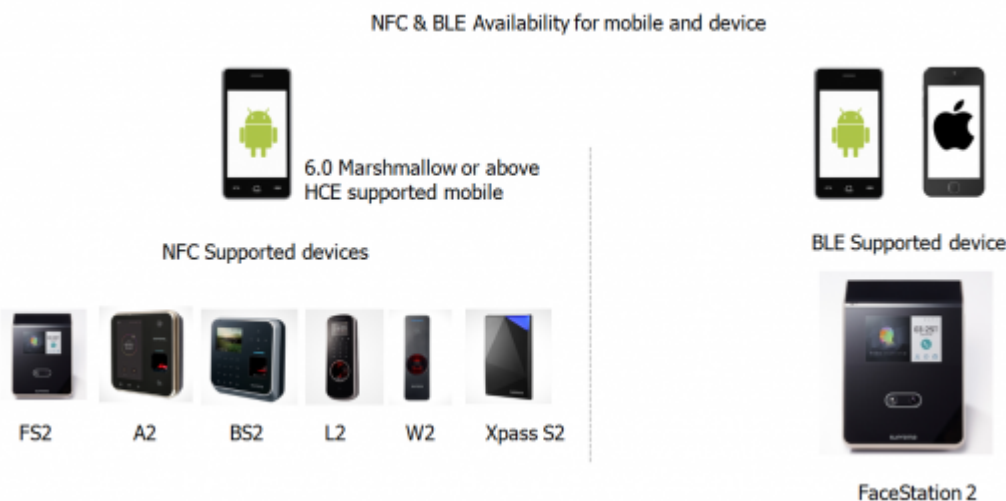 NFC & BLE Availability for mobile and device
6.0 Marshmallow or above
HCE supported mobile
NFC Supported devices
BLE Supported device
FS2
A2
BS2
L2
W2
Xpass S2
FaceStation 2